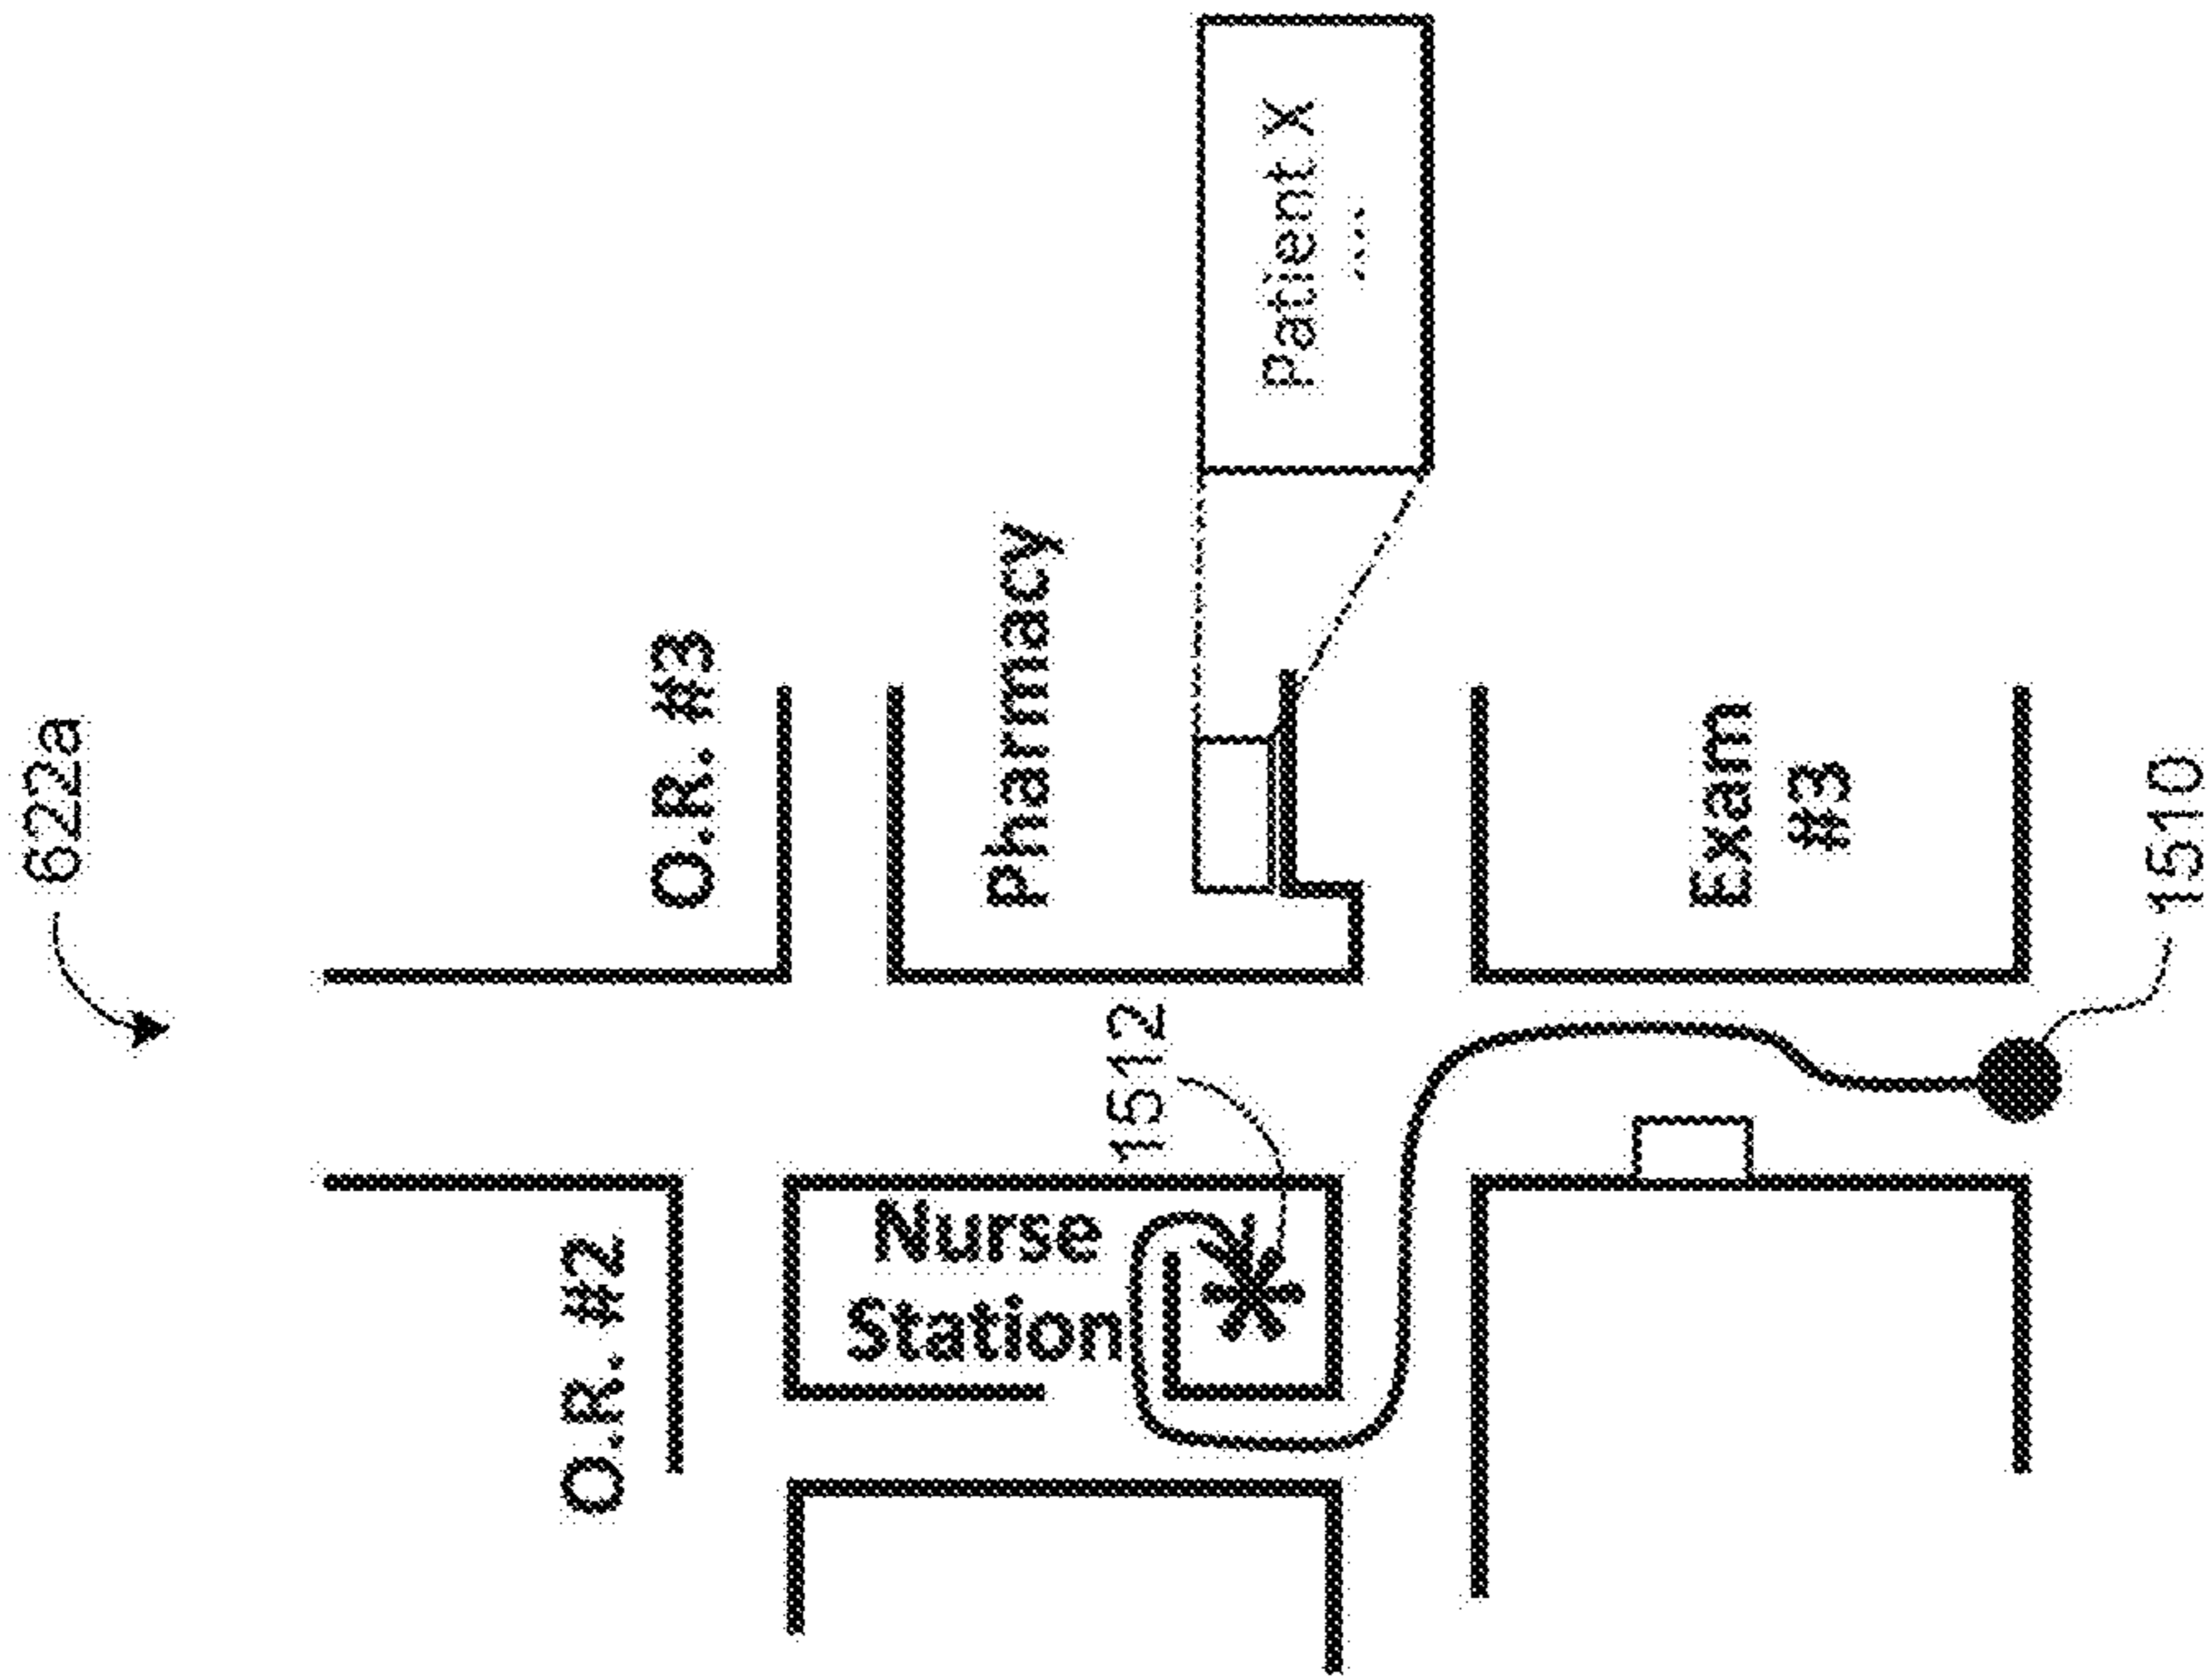 622a
O.R. #2
O.R. #3
Nurse
Station
Pharmacy
1512
Patient X
....
Exam
#3
1510